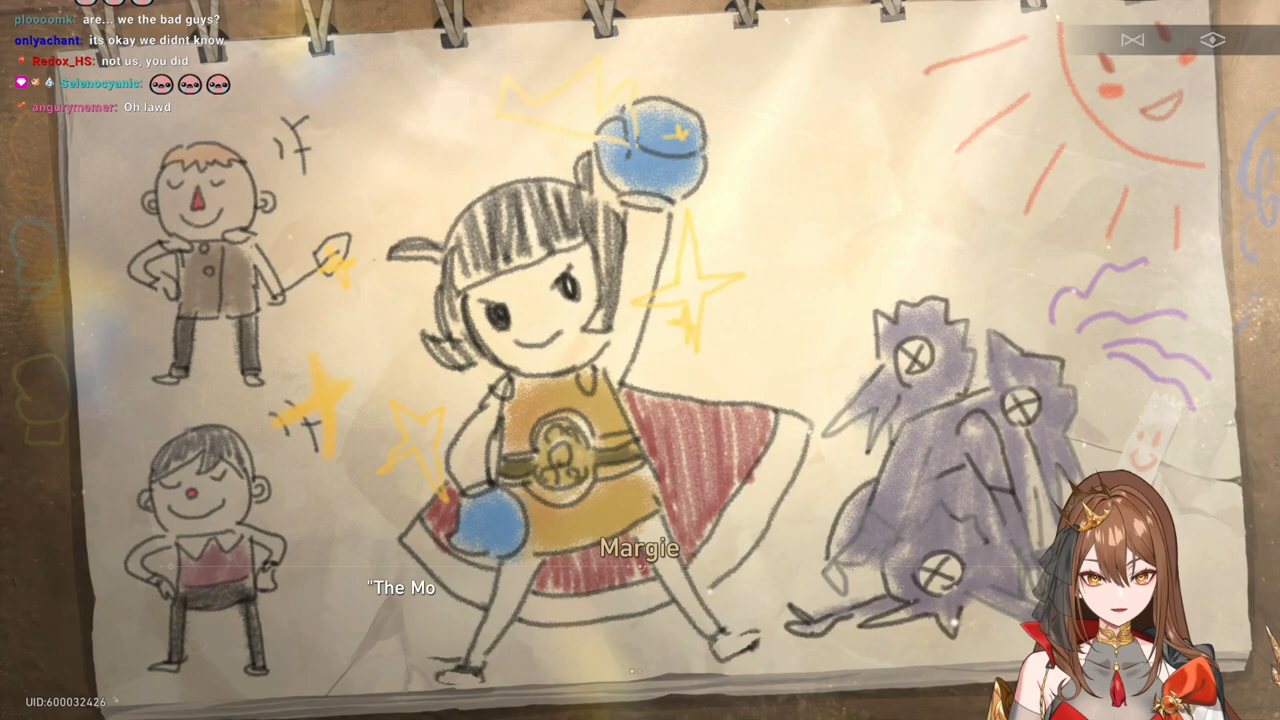 ploooomk: are... we the bad guys?
onlyachant: its okay we didnt know
Redox_HS: not us, you did
Selenocyanic:
angurymemer: Oh lawd
Margie
"The Mo
UID:600032426